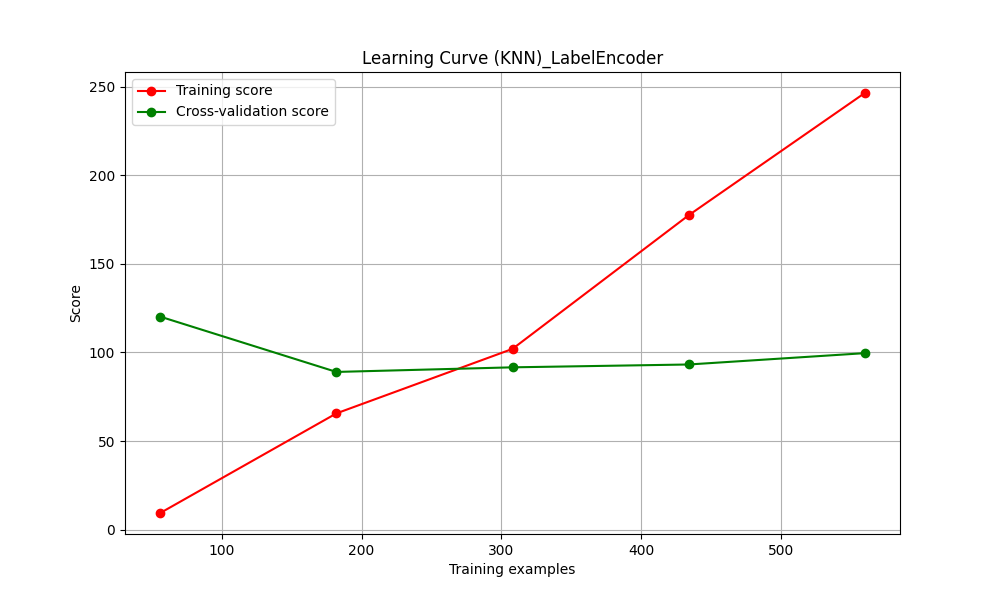 Learning Curve (KNN)_LabelEncoder
Training score
Cross-validation score
250
200
150
100
50
0
Score
100 200 300 400 500
Training examples